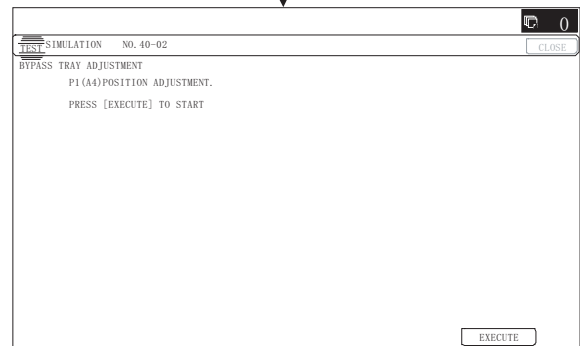 0
TEST SIMULATION NO. 40-02
CLOSE
BYPASS TRAY ADJUSTMENT
P1(A4)POSITION ADJUSTMENT.
PRESS [EXECUTE] TO START
EXECUTE